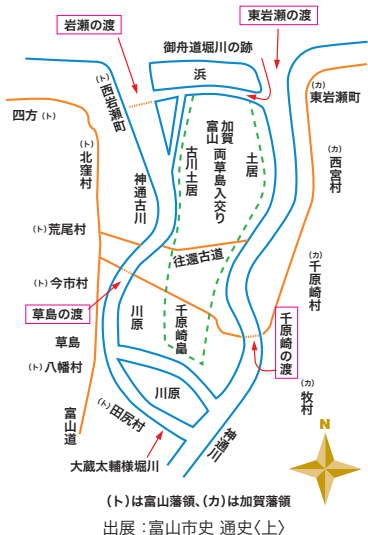 岩瀬の渡
東岩瀬の渡
御舟道堀川の跡
浜
(ト)西岩瀬町
四方(ト)
(カ)
東岩瀬町
(ト)北窪村
加賀
富山
両草島入交り
土居
古川土居
(カ)西宮村
神通古川
(ト)荒尾村
往還古道
(カ)千原崎村
(ト)今市村
草島の渡
川原
千原崎畠
千原崎の渡
草島
(ト)八幡村
川原
(カ)牧村
(ト)田尻村
富山道
神通川
大蔵太輔様堀川
N
(ト)は富山藩領、(カ)は加賀藩領
出展:富山市史 通史〈上〉